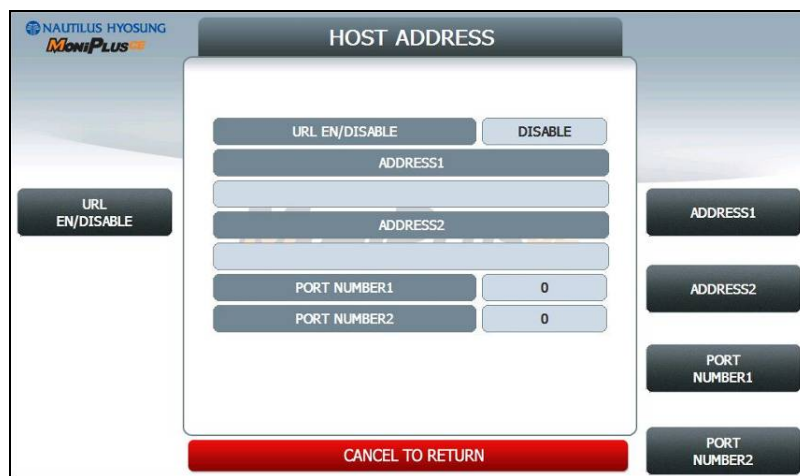 NAUTILUS HYOSUNG
MoniPlusCE
HOST ADDRESS
URL EN/DISABLE
DISABLE
ADDRESS1
ADDRESS2
PORT NUMBER1
0
PORT NUMBER2
0
URL
EN/DISABLE
ADDRESS1
ADDRESS2
PORT
NUMBER1
PORT
NUMBER2
CANCEL TO RETURN